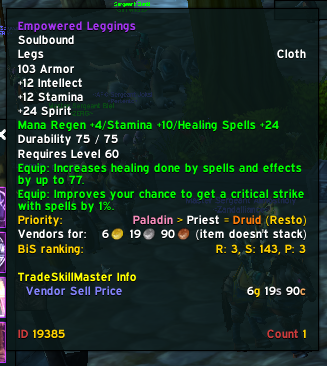 Empowered Leggings
Soulbound
Legs Cloth
103 Armor
+12 Intellect
+12 Stamina
+24 Spirit
Mana Regen +4/Stamina +10/Healing Spells +24
Durability 75 / 75
Requires Level 60
Equip: Increases healing done by spells and effects
by up to 77.
Equip: Improves your chance to get a critical strike
with spells by 1%.
Priority: Paladin > Priest = Druid (Resto)
Vendors for: 6 19 90 (item doesn't stack)
BiS ranking: R: 3, S: 143, P: 3
TradeSkillMaster Info
Vendor Sell Price 6g 19s 90c
ID 19385 Count 1